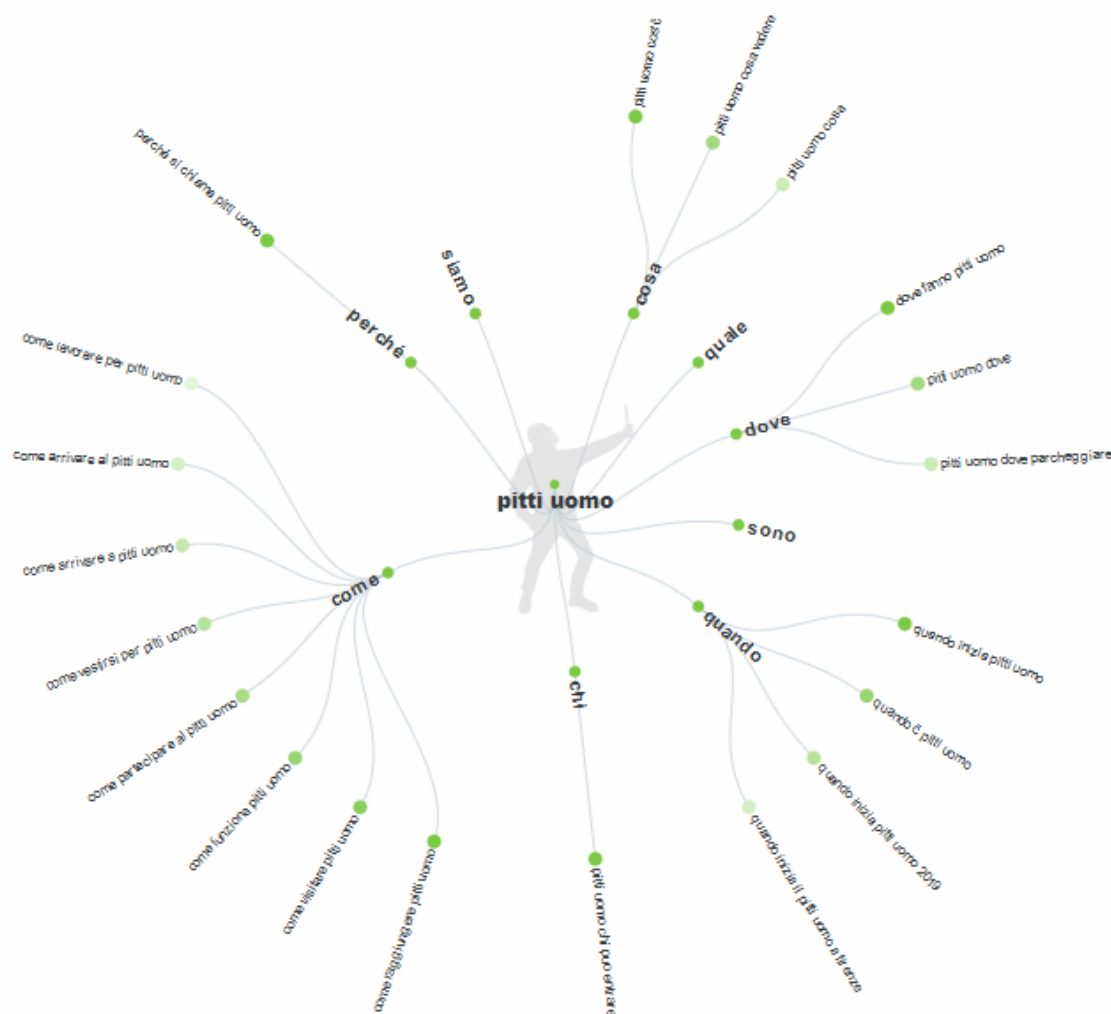 pitti uomo
siamo
cosa
pitti uomo cos'è
pitti uomo cosa vedere
pitti uomo cosa
quale
dove
dove fanno pitti uomo
pitti uomo dove
pitti uomo dove parcheggiare
sono
quando
quando inizia pitti uomo
quando è pitti uomo
quando inizia pitti uomo 2019
quando inizia il pitti uomo a firenze
chi
pitti uomo chi può entrare
come
come raggiungere pitti uomo
come visitare pitti uomo
come funziona pitti uomo
come partecipare al pitti uomo
come vestirsi per pitti uomo
come arrivare a pitti uomo
come arrivare al pitti uomo
come lavorare per pitti uomo
perché
perché si chiama pitti uomo